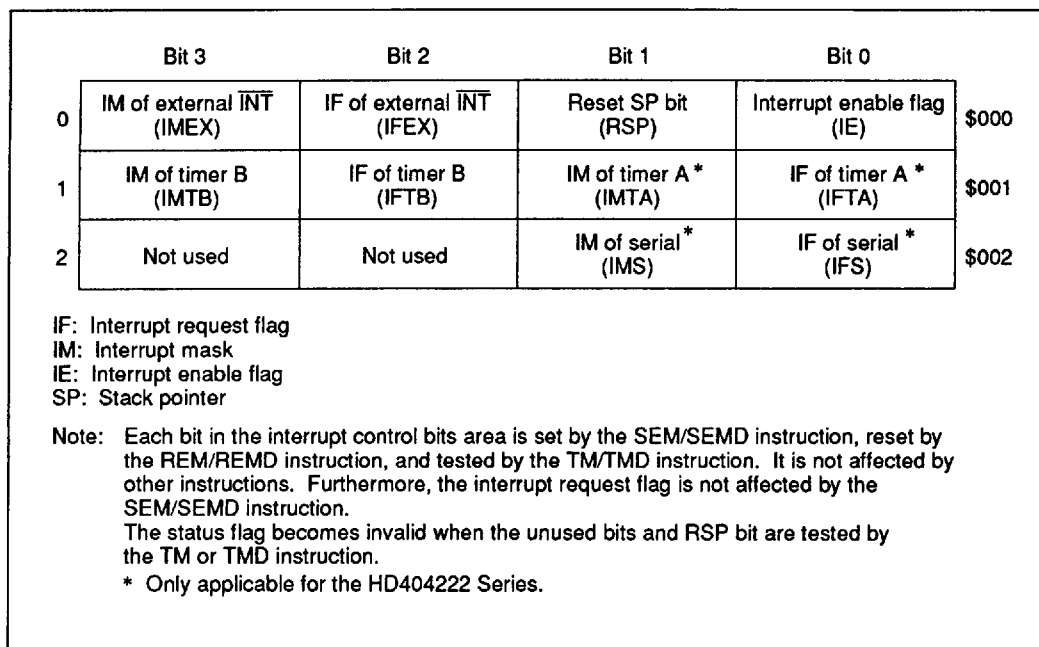 Bit 3 Bit 2 Bit 1 Bit 0
0 IM of external INT (IMEX) IF of external INT (IFEX) Reset SP bit (RSP) Interrupt enable flag (IE) $000
1 IM of timer B (IMTB) IF of timer B (IFTB) IM of timer A* (IMTA) IF of timer A* (IFTA) $001
2 Not used Not used IM of serial* (IMS) IF of serial* (IFS) $002
IF: Interrupt request flag
IM: Interrupt mask
IE: Interrupt enable flag
SP: Stack pointer
Note: Each bit in the interrupt control bits area is set by the SEM/SEMD instruction, reset by
the REM/REMD instruction, and tested by the TM/TMD instruction. It is not affected by
other instructions. Furthermore, the interrupt request flag is not affected by the
SEM/SEMD instruction.
The status flag becomes invalid when the unused bits and RSP bit are tested by
the TM or TMD instruction.
* Only applicable for the HD404222 Series.